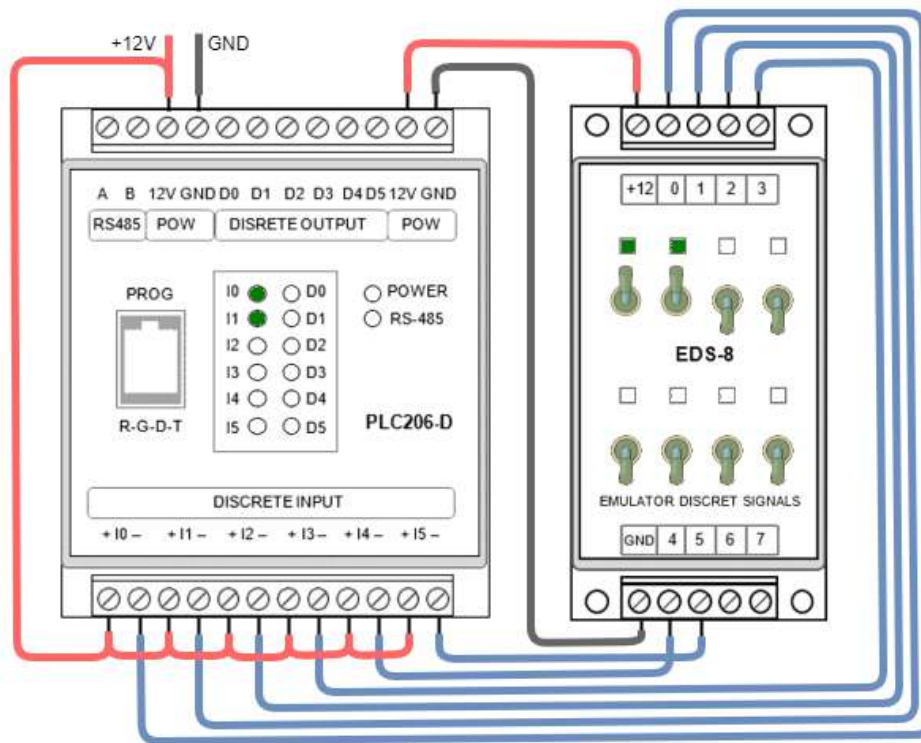 +12V GND
A B 12V GND D0 D1 D2 D3 D4 D5 12V GND
RS485 POW DISRETE OUTPUT POW
PROG
I0 D0
I1 D1
I2 D2
I3 D3
I4 D4
I5 D5
POWER
RS-485
R-G-D-T
PLC206-D
DISCRETE INPUT
+ I0 – + I1 – + I2 – + I3 – + I4 – + I5 –
+12 0 1 2 3
EDS-8
EMULATOR DISCRET SIGNALS
GND 4 5 6 7